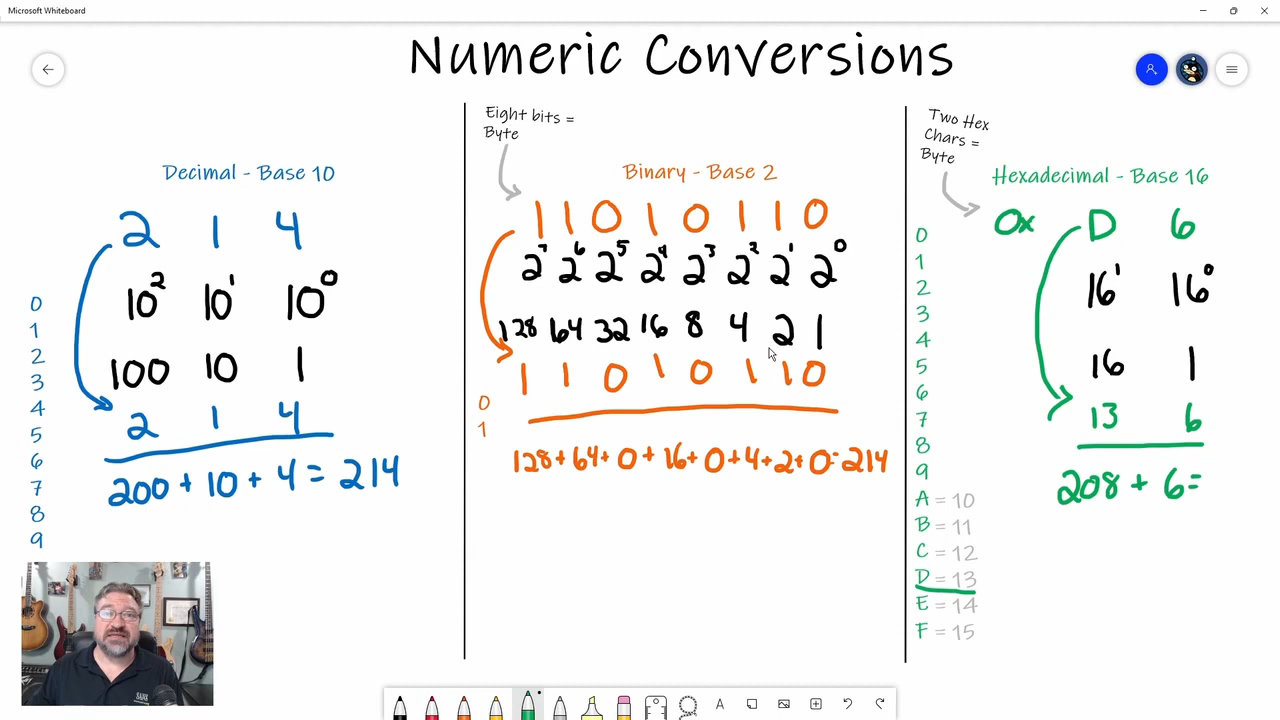 Microsoft Whiteboard
Numeric Conversions
Decimal - Base 10
2 1 4
10² 10¹ 10⁰
100 10 1
2 1 4
200 + 10 + 4 = 214
0
1
2
3
4
5
6
7
8
9
Eight bits =
Byte
Binary - Base 2
1 1 0 1 0 1 1 0
2⁷ 2⁶ 2⁵ 2⁴ 2³ 2² 2¹ 2⁰
128 64 32 16 8 4 2 1
1 1 0 1 0 1 1 0
0
1
128 + 64 + 0 + 16 + 0 + 4 + 2 + 0 = 214
Two Hex
Chars =
Byte
Hexadecimal - Base 16
0x D 6
16¹ 16⁰
16 1
13 6
208 + 6 =
0
1
2
3
4
5
6
7
8
9
A = 10
B = 11
C = 12
D = 13
E = 14
F = 15
A